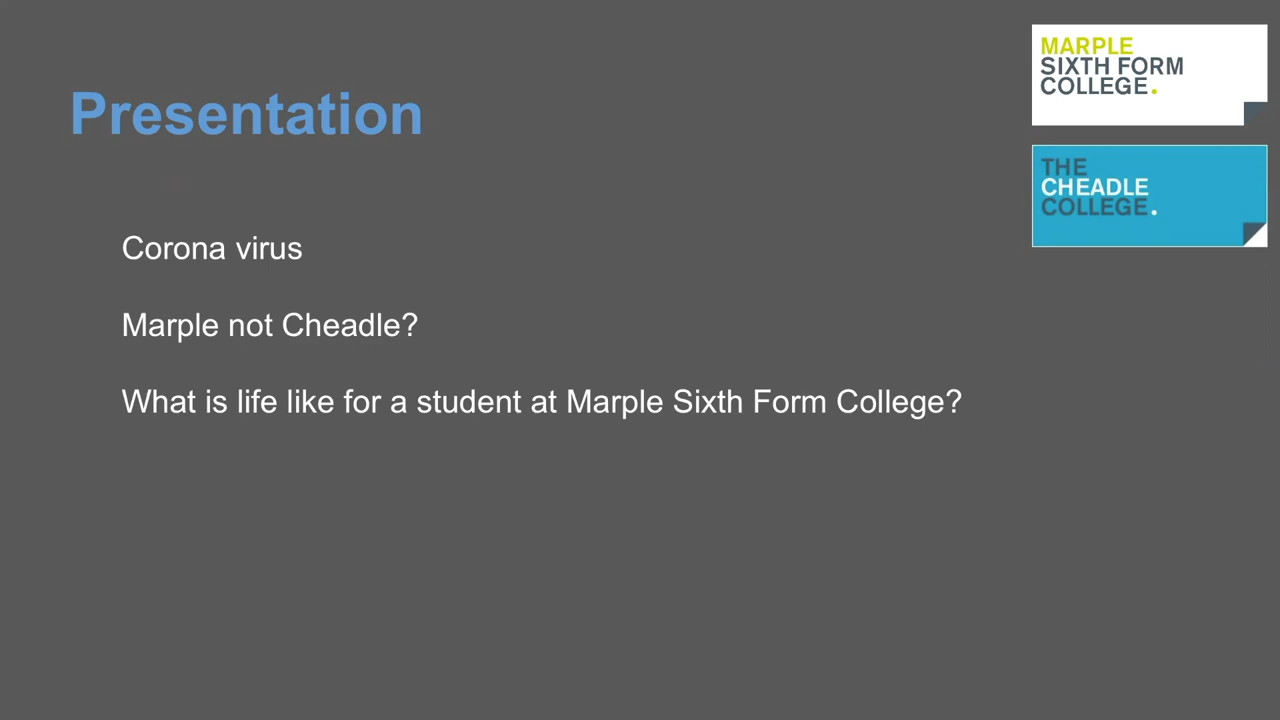 Presentation
MARPLE
SIXTH FORM
COLLEGE.
THE
CHEADLE
COLLEGE.
Corona virus
Marple not Cheadle?
What is life like for a student at Marple Sixth Form College?